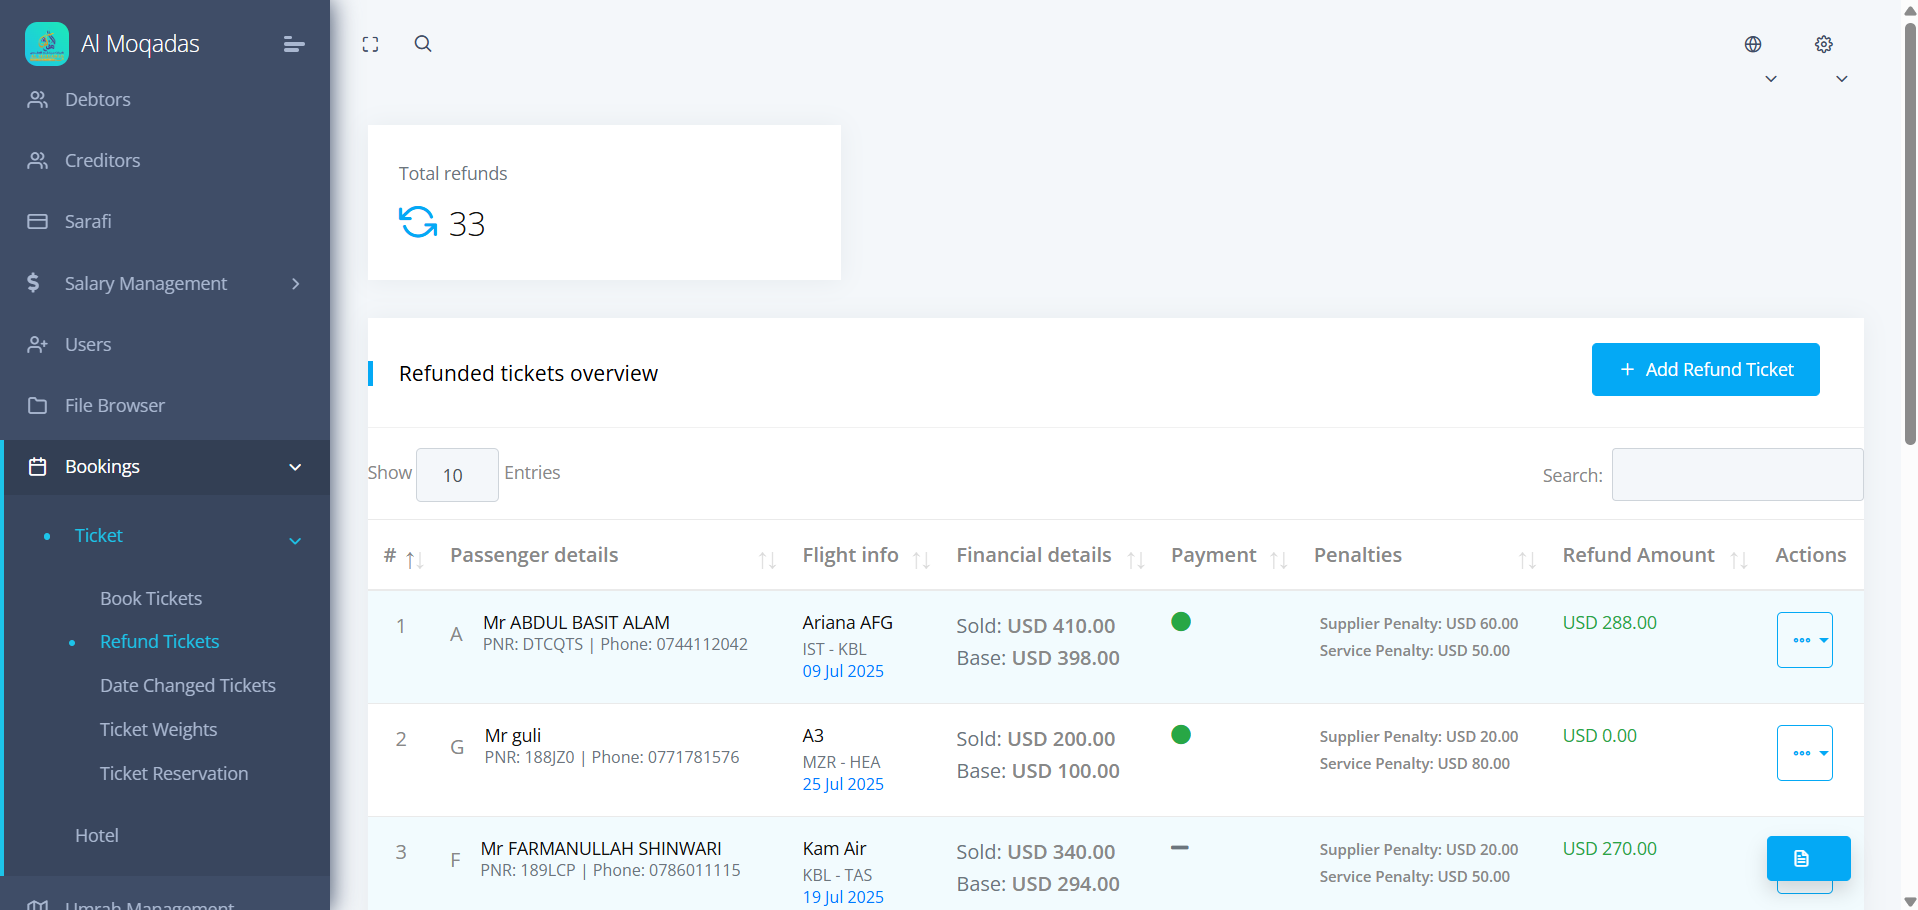 Al Moqadas
Debtors
Creditors
Sarafi
Salary Management
Users
File Browser
Bookings
Ticket
Book Tickets
Refund Tickets
Date Changed Tickets
Ticket Weights
Ticket Reservation
Hotel
Umrah Management
Total refunds
33
Refunded tickets overview
+ Add Refund Ticket
Show 10 Entries
Search:
# Passenger details Flight info Financial details Payment Penalties Refund Amount Actions
1 A Mr ABDUL BASIT ALAM
PNR: DTCQTS | Phone: 0744112042
Ariana AFG
IST - KBL
09 Jul 2025
Sold: USD 410.00
Base: USD 398.00
Supplier Penalty: USD 60.00
Service Penalty: USD 50.00
USD 288.00
2 G Mr guli
PNR: 188JZ0 | Phone: 0771781576
A3
MZR - HEA
25 Jul 2025
Sold: USD 200.00
Base: USD 100.00
Supplier Penalty: USD 20.00
Service Penalty: USD 80.00
USD 0.00
3 F Mr FARMANULLAH SHINWARI
PNR: 189LCP | Phone: 0786011115
Kam Air
KBL - TAS
19 Jul 2025
Sold: USD 340.00
Base: USD 294.00
Supplier Penalty: USD 20.00
Service Penalty: USD 50.00
USD 270.00